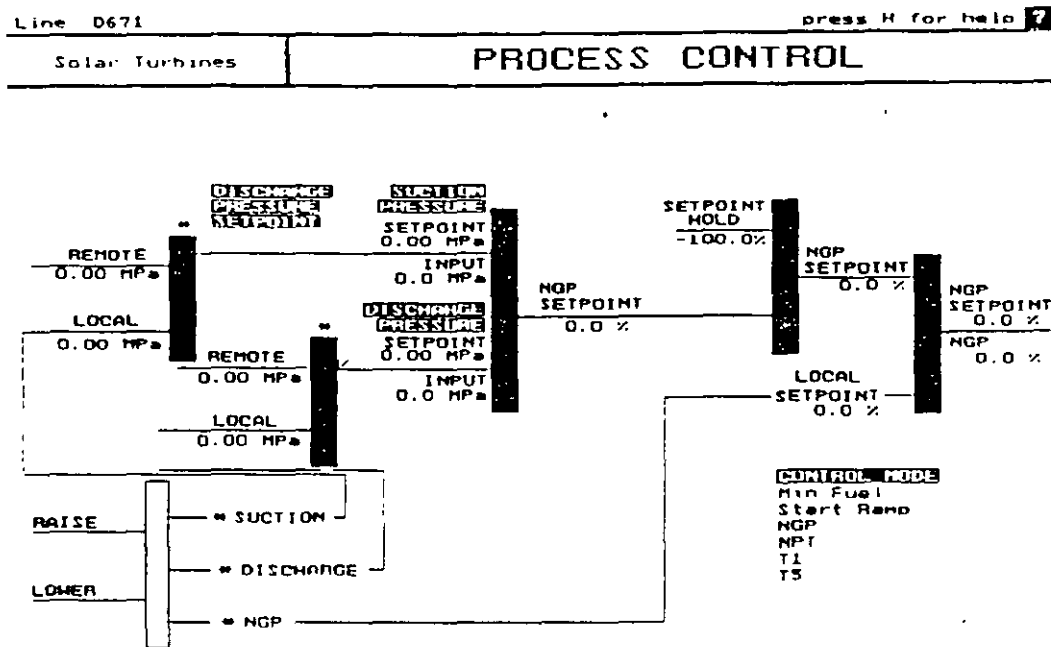 Line D671
press H for help ?
Solar Turbines
PROCESS CONTROL
DISCHARGE
PRESSURE
SETPOINT
*
REMOTE
0.00 MPa
LOCAL
0.00 MPa
SUCTION
PRESSURE
SETPOINT
0.00 MPa
INPUT
0.0 MPa
DISCHARGE
PRESSURE
SETPOINT
0.00 MPa
INPUT
0.0 MPa
*
REMOTE
0.00 MPa
LOCAL
0.00 MPa
NGP
SETPOINT
0.0 %
SETPOINT
HOLD
-100.0%
NGP
SETPOINT
0.0 %
NGP
SETPOINT
0.0 %
NGP
0.0 %
LOCAL
SETPOINT
0.0 %
RAISE
LOWER
* SUCTION
* DISCHARGE
* NGP
CONTROL MODE
Min Fuel
Start Ramp
NGP
NPT
T1
T5